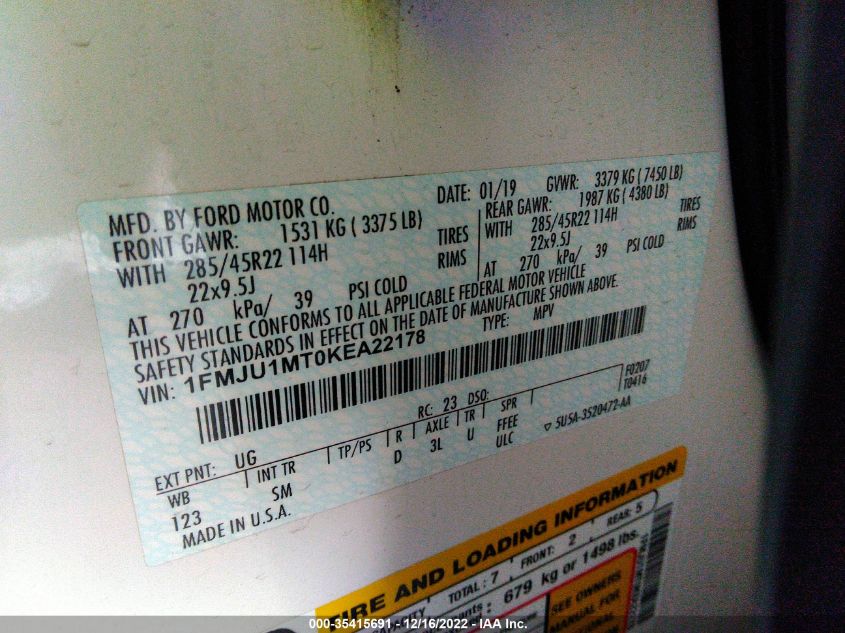 MFD. BY FORD MOTOR CO.
DATE: 01/19 GVWR: 3379 KG ( 7450 LB)
FRONT GAWR: 1531 KG ( 3375 LB)
REAR GAWR: 1987 KG ( 4380 LB)
WITH 285/45R22 114H TIRES
WITH 285/45R22 114H TIRES
22x9.5J RIMS
22x9.5J RIMS
AT 270 kPa/ 39 PSI COLD
AT 270 kPa/ 39 PSI COLD
THIS VEHICLE CONFORMS TO ALL APPLICABLE FEDERAL MOTOR VEHICLE
SAFETY STANDARDS IN EFFECT ON THE DATE OF MANUFACTURE SHOWN ABOVE.
VIN: 1FMJU1MT0KEA22178
TYPE: MPV
F0207
T0416
RC: 23 DSO:
EXT PNT: UG
WB INT TR TP/PS R AXLE TR SPR
123 SM D 3L U FFEE
ULC
5U5A-3520472-AA
MADE IN U.S.A.
TIRE AND LOADING INFORMATION
CAPACITY TOTAL : 7 FRONT: 2 REAR: 5
: 679 kg or 1498 lbs.
SEE OWNERS
MANUAL FOR
000-35415691 - 12/16/2022 - IAA Inc.